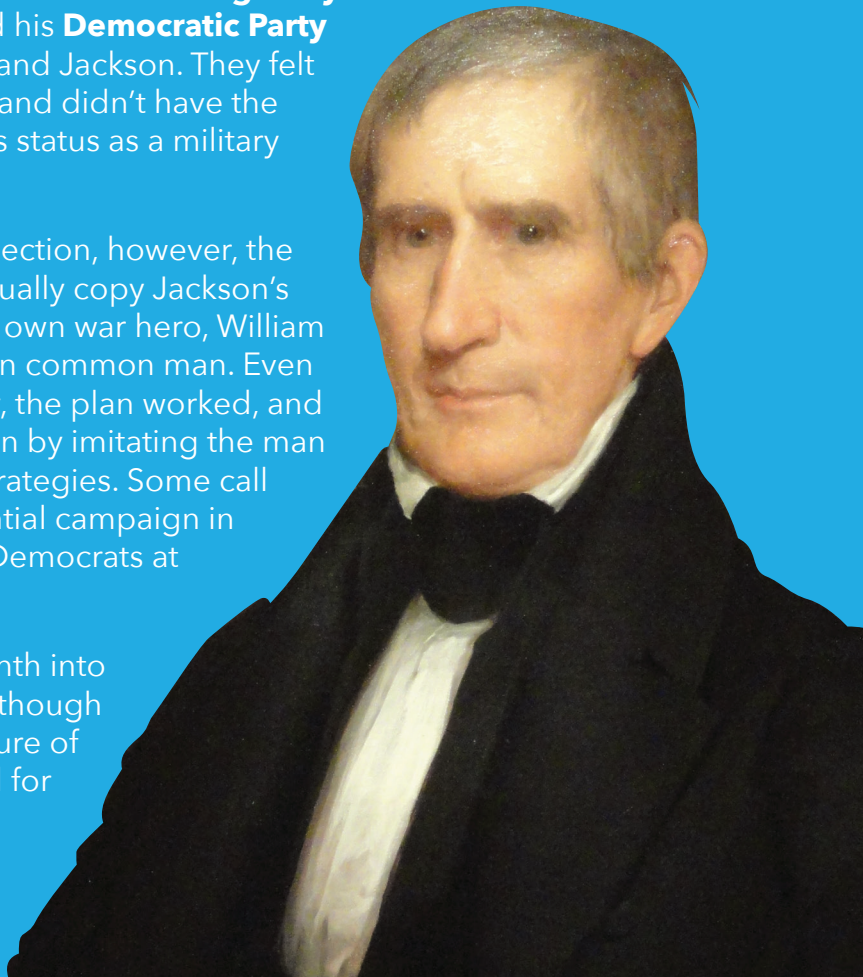 d his Democratic Party
and Jackson. They felt
and didn’t have the
s status as a military
ection, however, the
ually copy Jackson’s
own war hero, William
n common man. Even
, the plan worked, and
n by imitating the man
rategies. Some call
tial campaign in
Democrats at
nth into
though
ure of
for